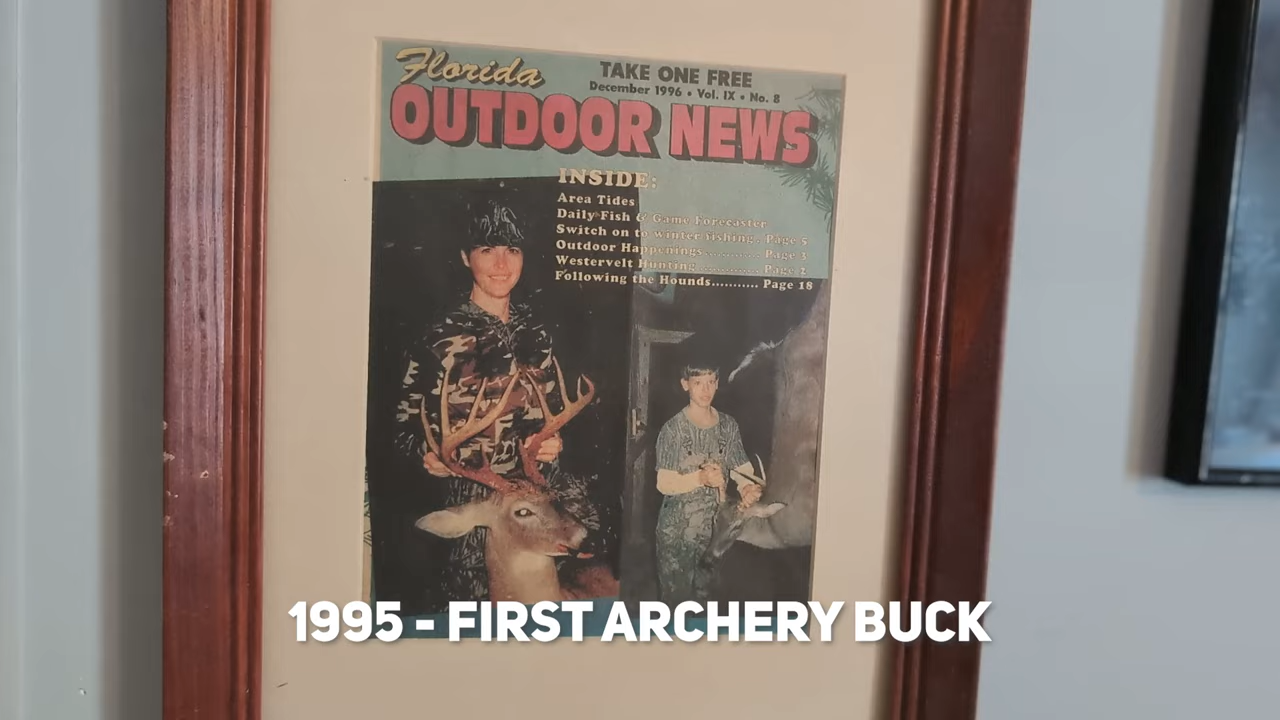 Florida
TAKE ONE FREE
December 1996 • Vol. IX • No. 8
OUTDOOR NEWS
INSIDE:
Area Tides
Daily Fish & Game Forecaster
Switch on to winter fishing . Page 5
Outdoor Happenings........... Page 3
Westervelt Hunting ............ Page 2
Following the Hounds........... Page 18
1995 - FIRST ARCHERY BUCK